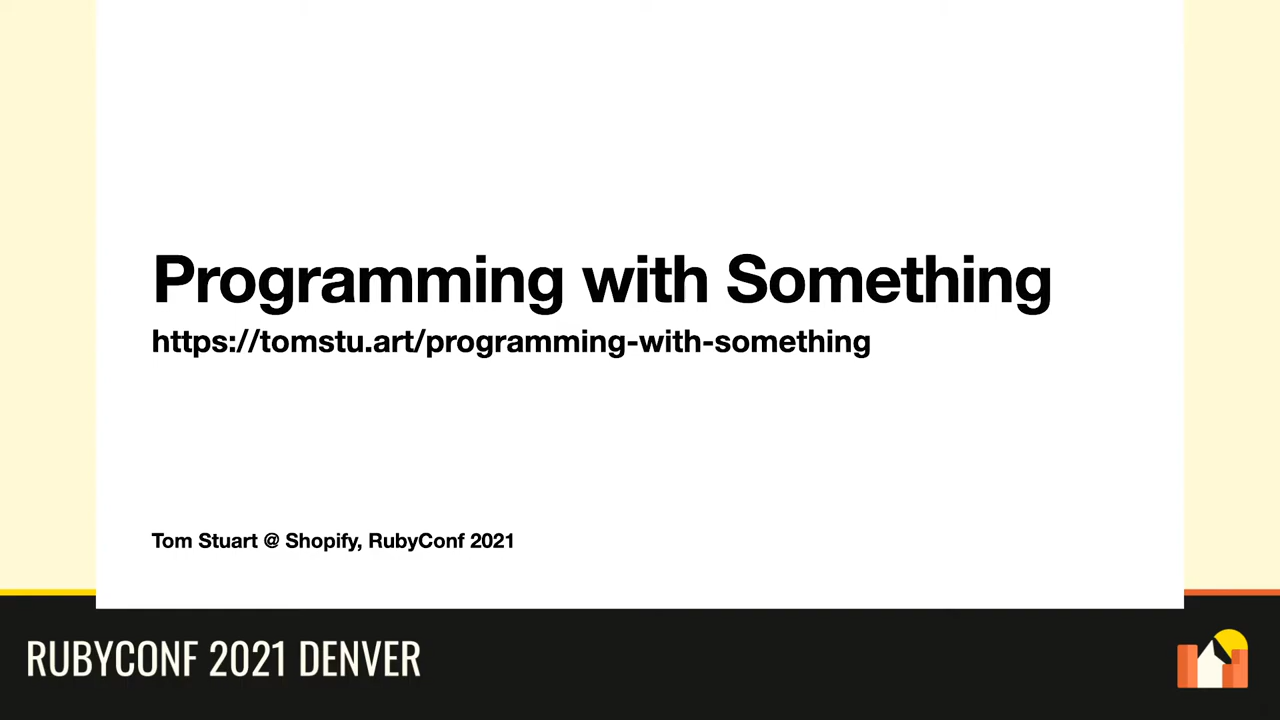 Programming with Something
https://tomstu.art/programming-with-something
Tom Stuart @ Shopify, RubyConf 2021
RUBYCONF 2021 DENVER